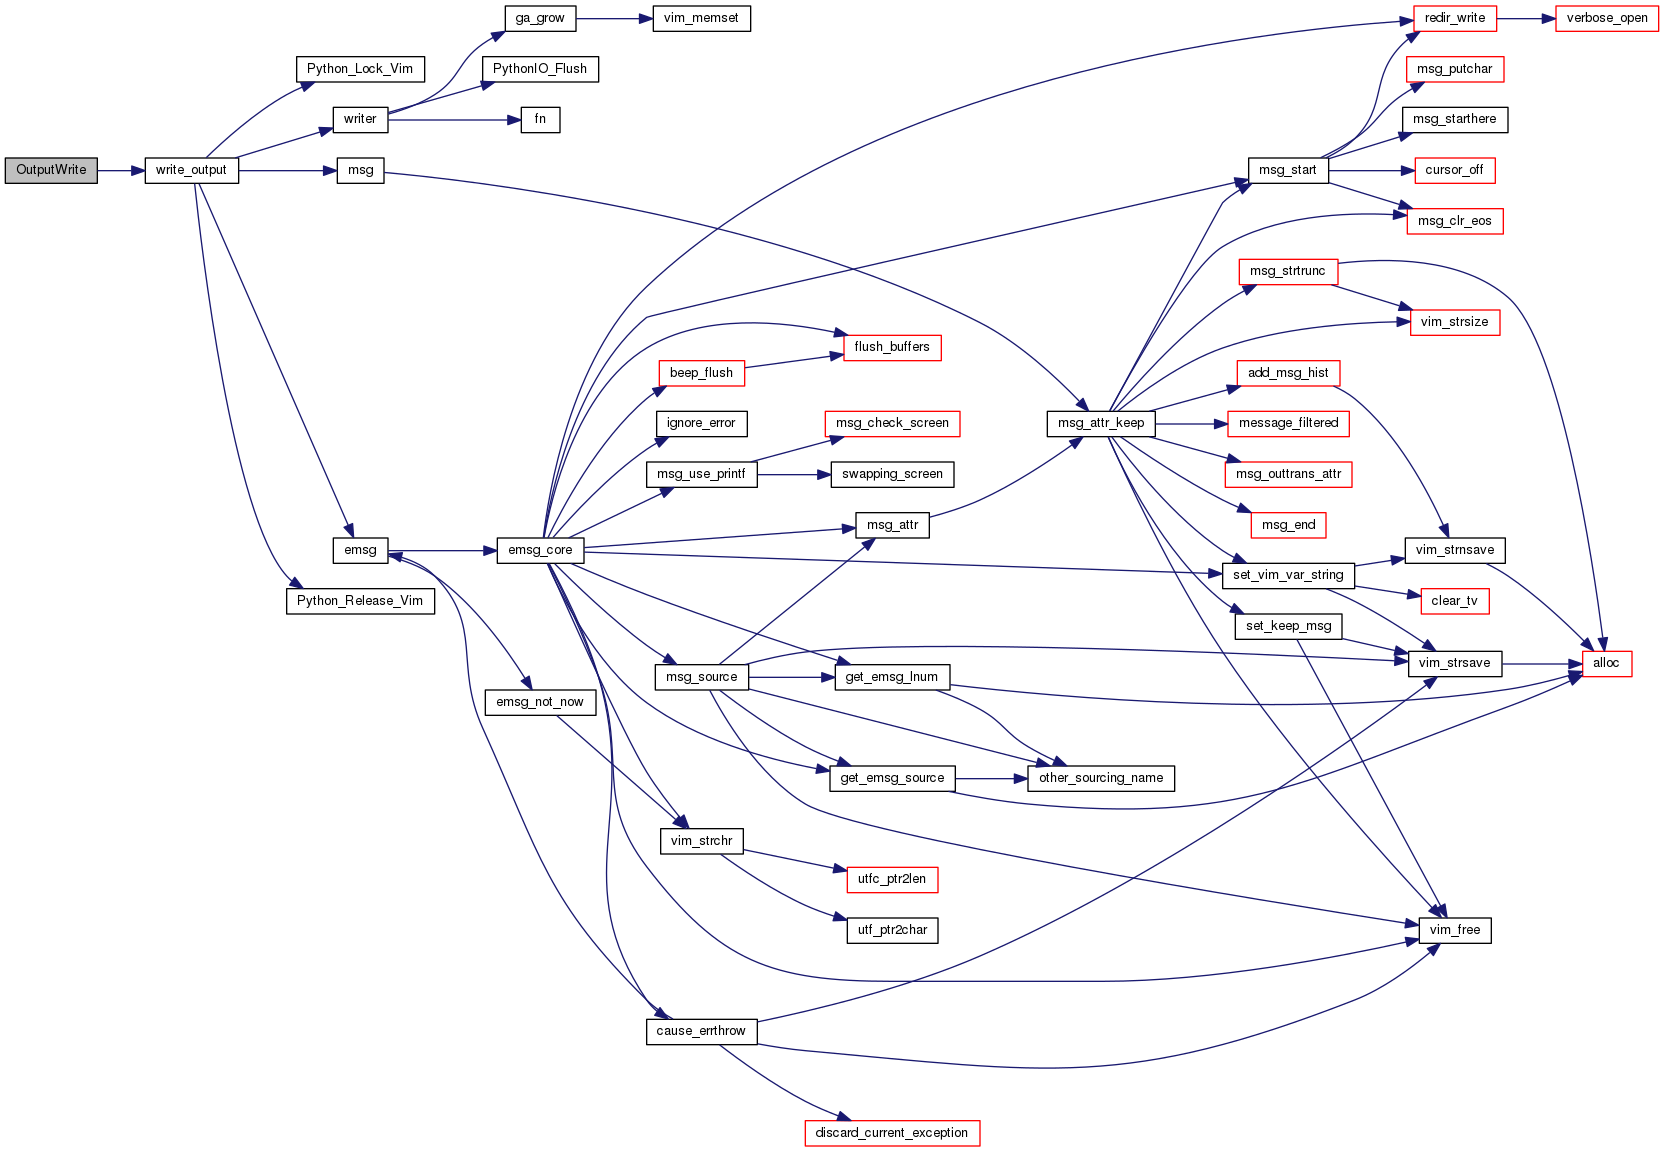 ga_grow
vim_memset
redir_write
verbose_open
Python_Lock_Vim
PythonIO_Flush
msg_putchar
writer
fn
msg_starthere
OutputWrite
write_output
msg
msg_start
cursor_off
msg_clr_eos
msg_strtrunc
vim_strsize
flush_buffers
beep_flush
add_msg_hist
ignore_error
msg_check_screen
msg_attr_keep
message_filtered
msg_use_printf
swapping_screen
msg_outtrans_attr
msg_attr
msg_end
emsg
emsg_core
vim_strnsave
set_vim_var_string
Python_Release_Vim
clear_tv
set_keep_msg
msg_source
get_emsg_lnum
vim_strsave
alloc
emsg_not_now
get_emsg_source
other_sourcing_name
vim_strchr
utfc_ptr2len
utf_ptr2char
vim_free
cause_errthrow
discard_current_exception